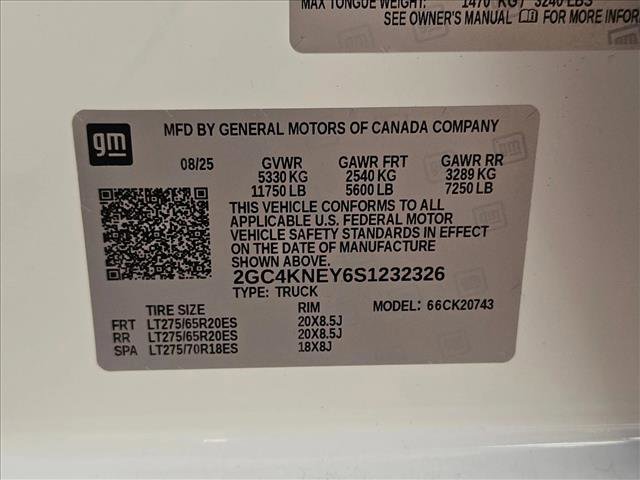 MAX TONGUE WEIGHT: 1470 KG / 3240 LBS
SEE OWNER'S MANUAL FOR MORE INFOR
gm
MFD BY GENERAL MOTORS OF CANADA COMPANY
08/25 GVWR GAWR FRT GAWR RR
5330 KG 2540 KG 3289 KG
11750 LB 5600 LB 7250 LB
THIS VEHICLE CONFORMS TO ALL
APPLICABLE U.S. FEDERAL MOTOR
VEHICLE SAFETY STANDARDS IN EFFECT
ON THE DATE OF MANUFACTURE
SHOWN ABOVE.
2GC4KNEY6S1232326
TYPE: TRUCK MODEL: 66CK20743
TIRE SIZE RIM
FRT LT275/65R20ES 20X8.5J
RR LT275/65R20ES 20X8.5J
SPA LT275/70R18ES 18X8J